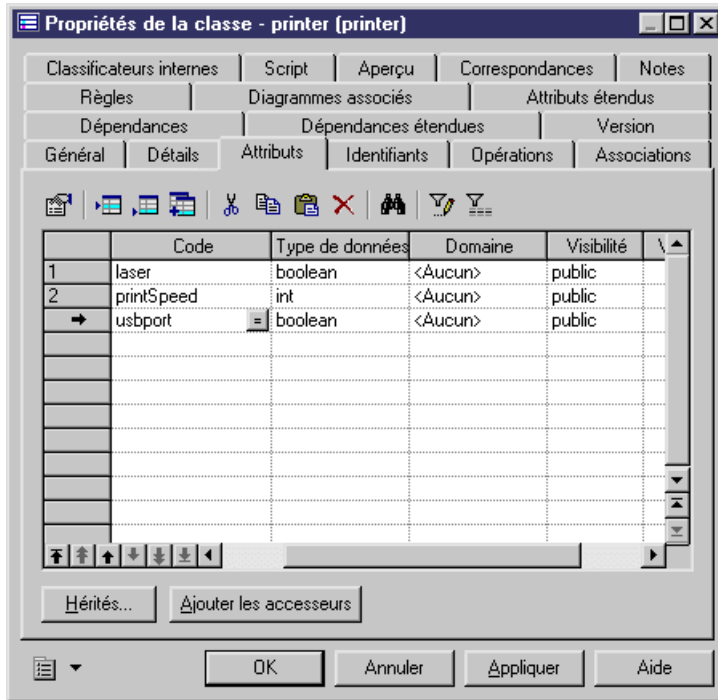 Propriétés de la classe - printer (printer)
Classificateurs internes Script Aperçu Correspondances Notes
Règles Diagrammes associés Attributs étendus
Dépendances Dépendances étendues Version
Général Détails Attributs Identifiants Opérations Associations
Code Type de données Domaine Visibilité
1 laser boolean <Aucun> public
2 printSpeed int <Aucun> public
usbport = boolean <Aucun> public
Hérités... Ajouter les accesseurs
OK Annuler Appliquer Aide